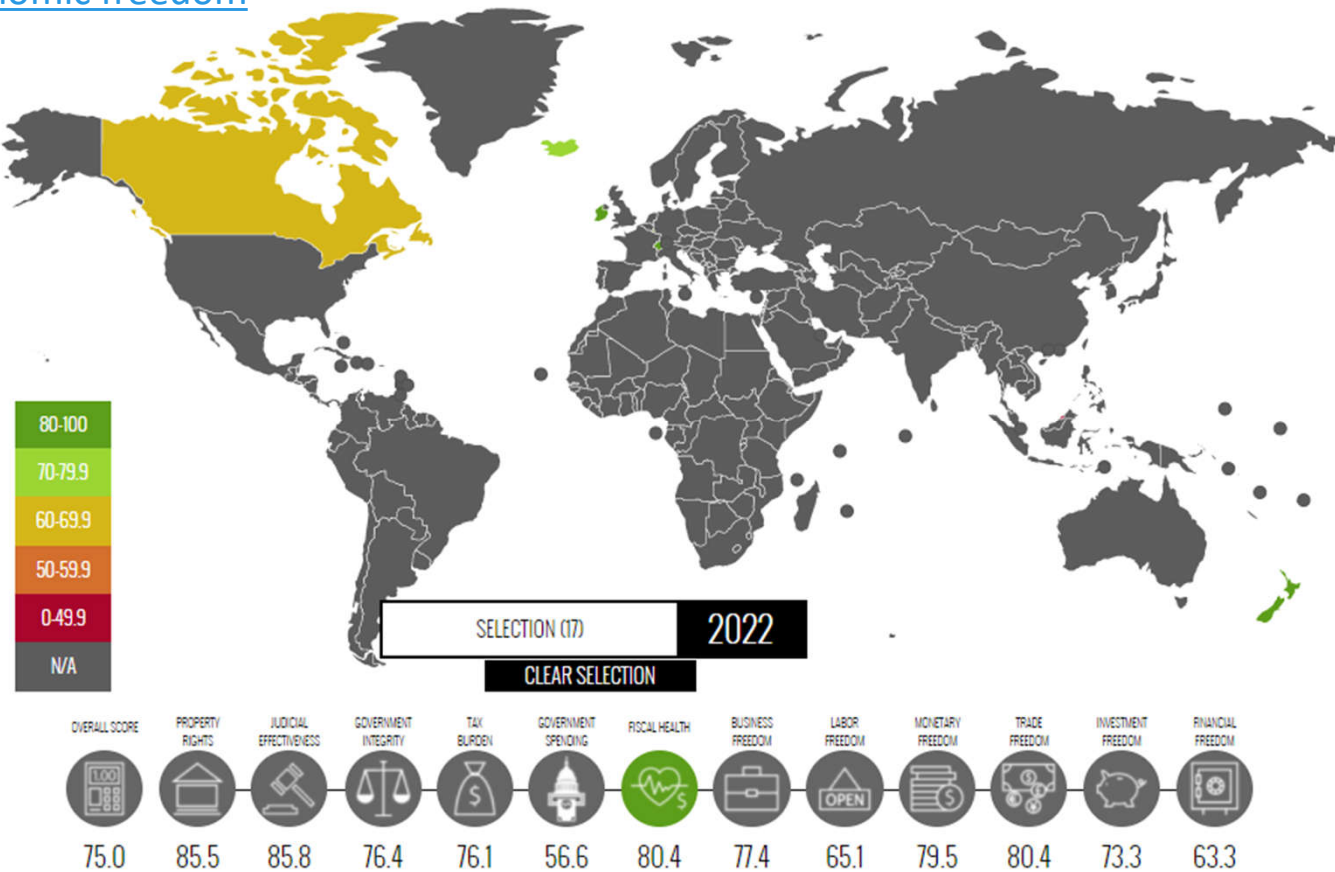 80-100
70-79.9
60-69.9
50-59.9
0-49.9
N/A
SELECTION (17)
2022
CLEAR SELECTION
OVERALL SCORE
PROPERTY
RIGHTS
JUDICIAL
EFFECTIVENESS
GOVERNMENT
INTEGRITY
TAX
BURDEN
GOVERNMENT
SPENDING
FISCAL HEALTH
BUSINESS
FREEDOM
LABOR
FREEDOM
MONETARY
FREEDOM
TRADE
FREEDOM
INVESTMENT
FREEDOM
FINANCIAL
FREEDOM
1.00
$
$
OPEN
$
$
75.0
85.5
85.8
76.4
76.1
56.6
80.4
77.4
65.1
79.5
80.4
73.3
63.3